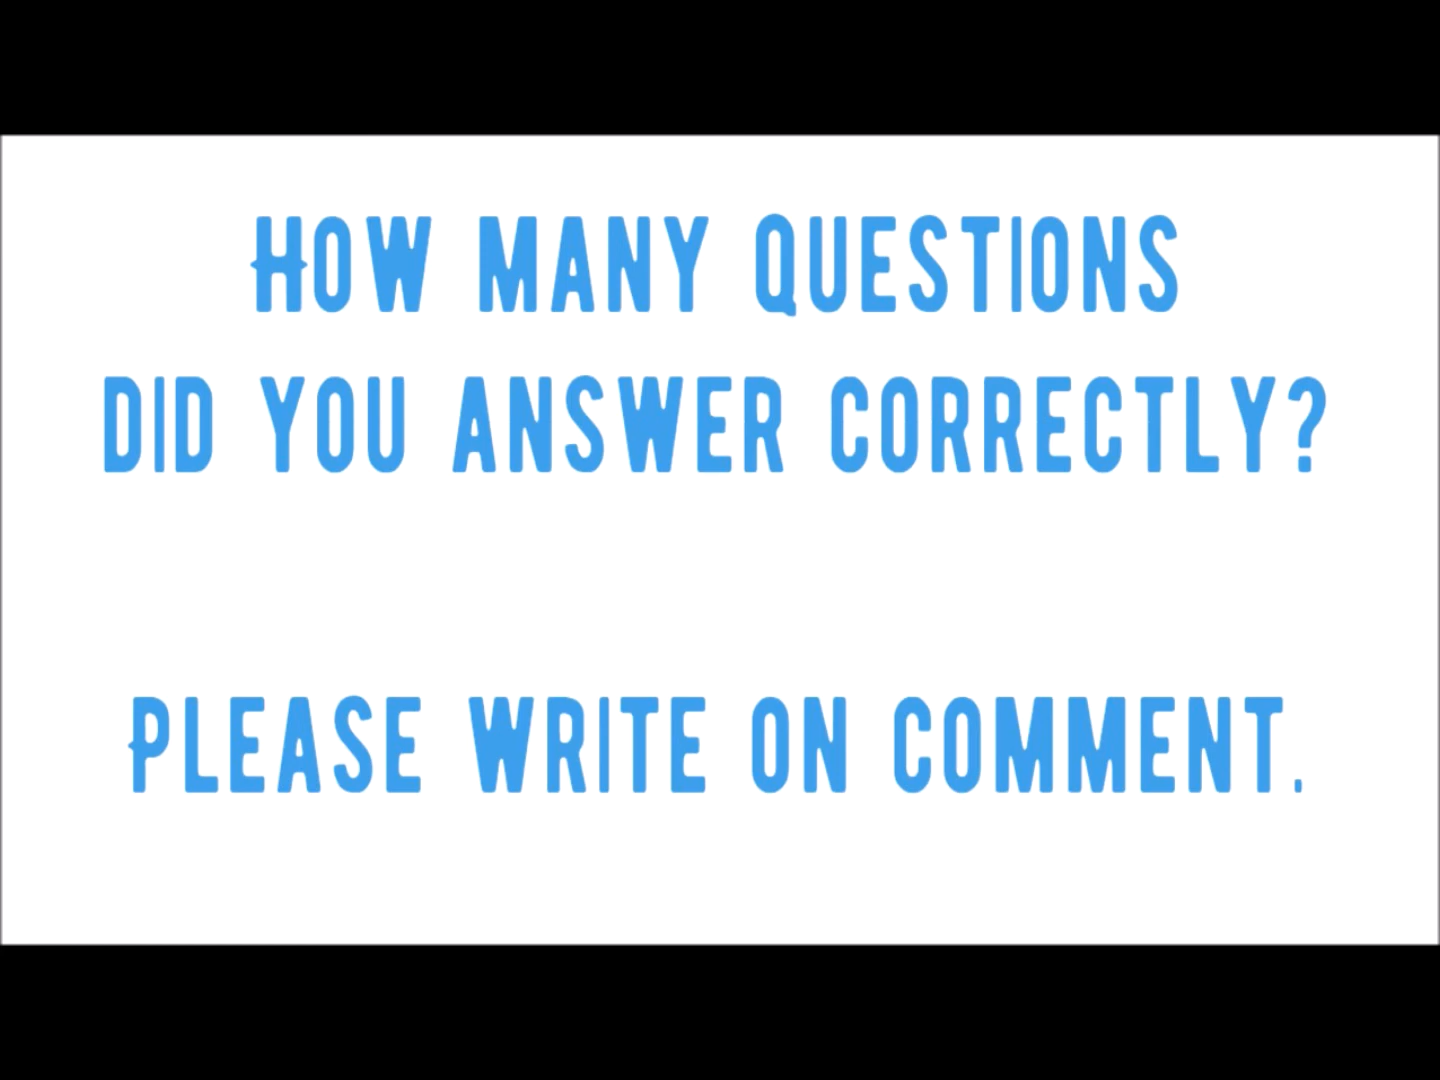 How many questions
did you answer correctly?
Please write on comment.